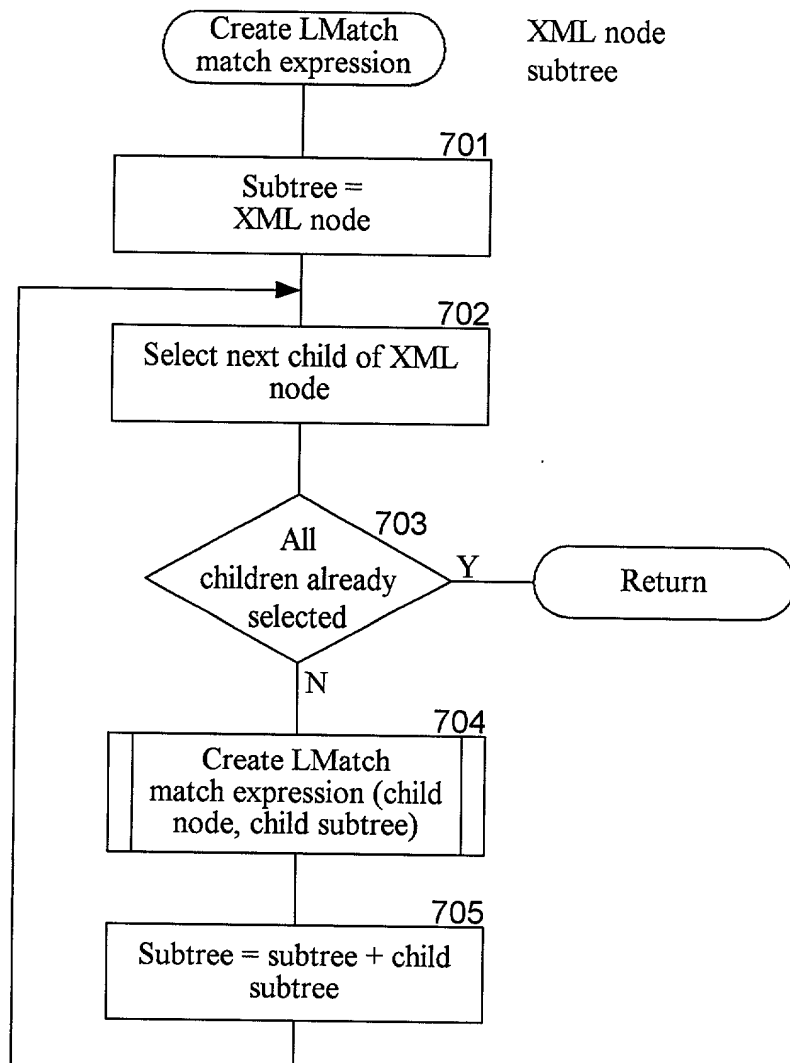 Create LMatch
match expression
XML node
subtree
701
Subtree =
XML node
702
Select next child of XML
node
703
All
children already
selected
Y
Return
N
704
Create LMatch
match expression (child
node, child subtree)
705
Subtree = subtree + child
subtree